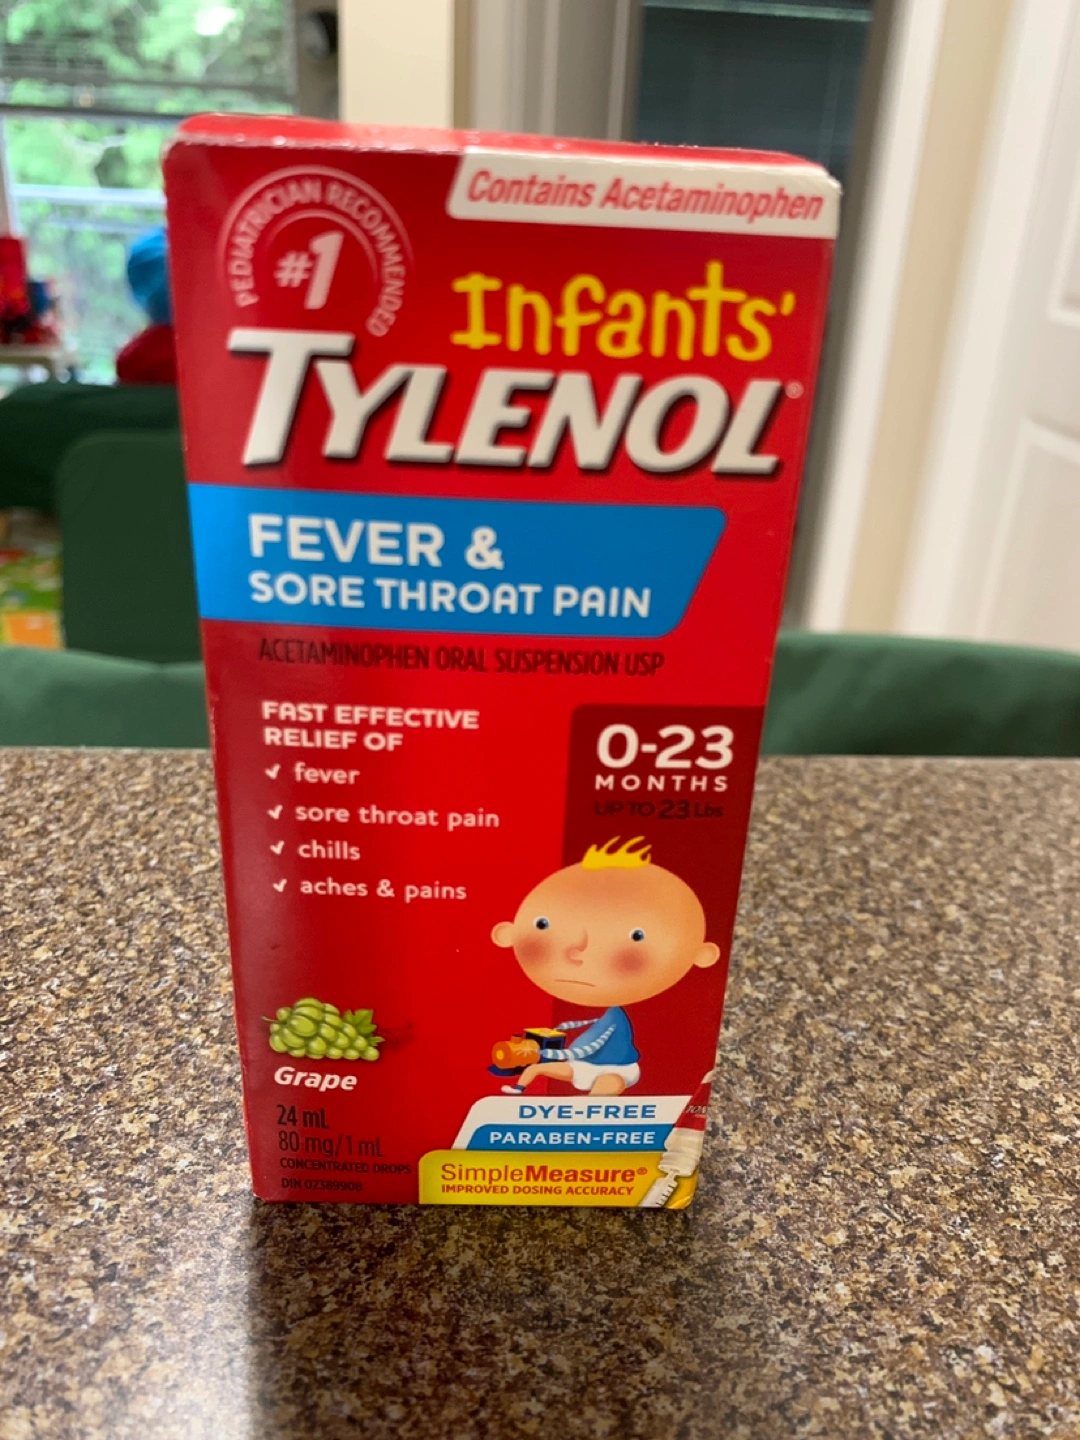 Contains Acetaminophen
PEDIATRICIAN RECOMMENDED
#1
Infants'
TYLENOL®
FEVER &
SORE THROAT PAIN
ACETAMINOPHEN ORAL SUSPENSION USP
FAST EFFECTIVE
RELIEF OF
✓ fever
✓ sore throat pain
✓ chills
✓ aches & pains
0-23
MONTHS
UP TO 23 Lbs
Grape
24 mL
80 mg/1 mL
CONCENTRATED DROPS
DIN 02389908
DYE-FREE
PARABEN-FREE
SimpleMeasure®
IMPROVED DOSING ACCURACY